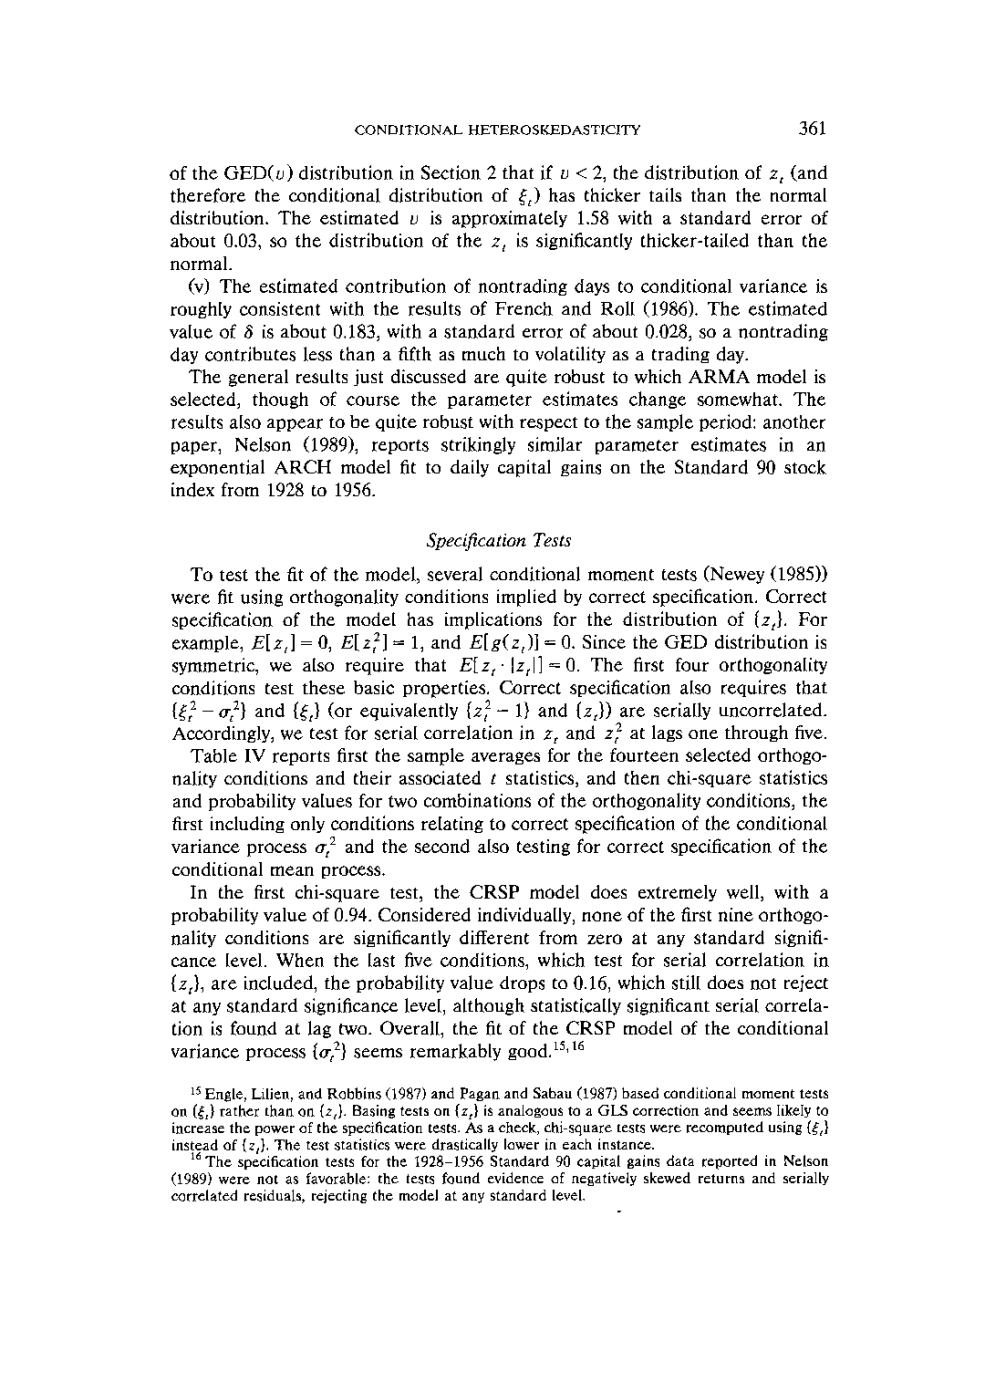 CONDITIONAL HETEROSKEDASTICITY 361
of the GED(υ) distribution in Section 2 that if υ < 2, the distribution of z_t (and
therefore the conditional distribution of ξ_t) has thicker tails than the normal
distribution. The estimated υ is approximately 1.58 with a standard error of
about 0.03, so the distribution of the z_t is significantly thicker-tailed than the
normal.
(v) The estimated contribution of nontrading days to conditional variance is
roughly consistent with the results of French and Roll (1986). The estimated
value of δ is about 0.183, with a standard error of about 0.028, so a nontrading
day contributes less than a fifth as much to volatility as a trading day.
The general results just discussed are quite robust to which ARMA model is
selected, though of course the parameter estimates change somewhat. The
results also appear to be quite robust with respect to the sample period: another
paper, Nelson (1989), reports strikingly similar parameter estimates in an
exponential ARCH model fit to daily capital gains on the Standard 90 stock
index from 1928 to 1956.
Specification Tests
To test the fit of the model, several conditional moment tests (Newey (1985))
were fit using orthogonality conditions implied by correct specification. Correct
specification of the model has implications for the distribution of {z_t}. For
example, E[z_t] = 0, E[z_t^2] = 1, and E[g(z_t)] = 0. Since the GED distribution is
symmetric, we also require that E[z_t · |z_t|] = 0. The first four orthogonality
conditions test these basic properties. Correct specification also requires that
{ξ_t^2 − σ_t^2} and {ξ_t} (or equivalently {z_t^2 − 1} and {z_t}) are serially uncorrelated.
Accordingly, we test for serial correlation in z_t and z_t^2 at lags one through five.
Table IV reports first the sample averages for the fourteen selected orthogo-
nality conditions and their associated t statistics, and then chi-square statistics
and probability values for two combinations of the orthogonality conditions, the
first including only conditions relating to correct specification of the conditional
variance process σ_t^2 and the second also testing for correct specification of the
conditional mean process.
In the first chi-square test, the CRSP model does extremely well, with a
probability value of 0.94. Considered individually, none of the first nine orthogo-
nality conditions are significantly different from zero at any standard signifi-
cance level. When the last five conditions, which test for serial correlation in
{z_t}, are included, the probability value drops to 0.16, which still does not reject
at any standard significance level, although statistically significant serial correla-
tion is found at lag two. Overall, the fit of the CRSP model of the conditional
variance process {σ_t^2} seems remarkably good.15,16
15 Engle, Lilien, and Robbins (1987) and Pagan and Sabau (1987) based conditional moment tests
on {ξ_t} rather than on {z_t}. Basing tests on {z_t} is analogous to a GLS correction and seems likely to
increase the power of the specification tests. As a check, chi-square tests were recomputed using {ξ_t}
instead of {z_t}. The test statistics were drastically lower in each instance.
16 The specification tests for the 1928–1956 Standard 90 capital gains data reported in Nelson
(1989) were not as favorable: the tests found evidence of negatively skewed returns and serially
correlated residuals, rejecting the model at any standard level.